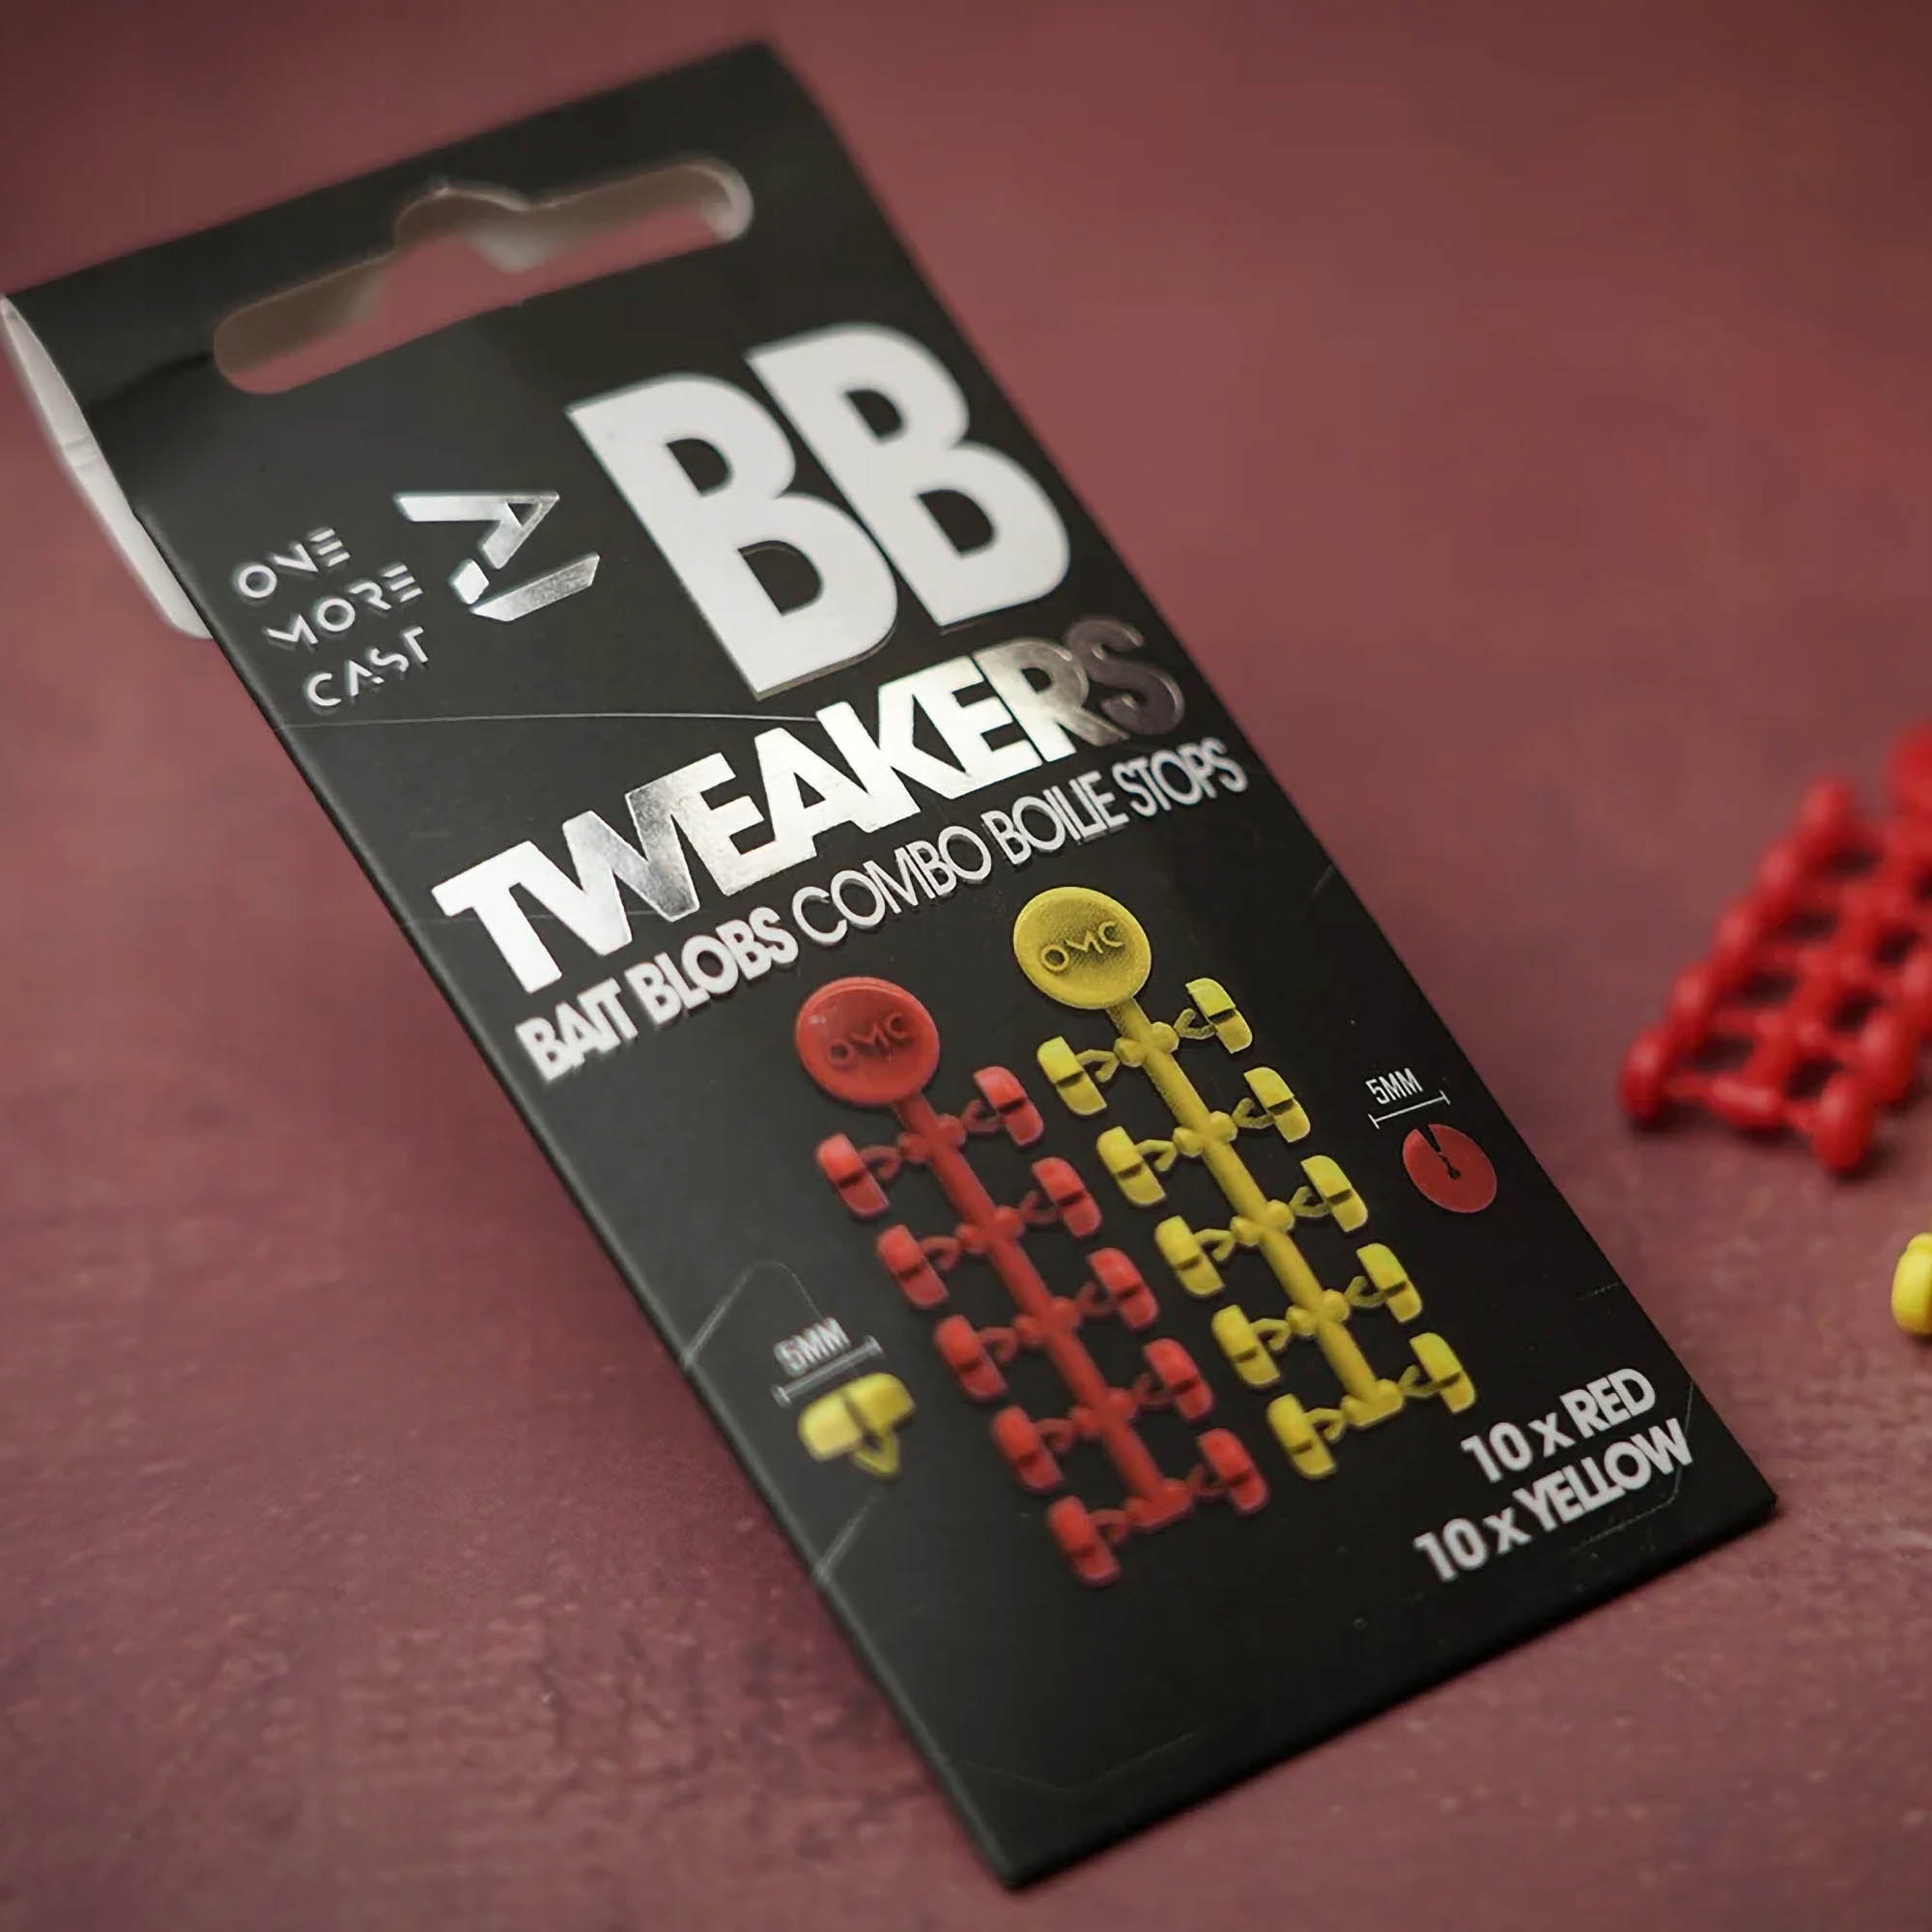 ONE
MORE
CAST
BB
TWEAKERS
BAIT BLOBS COMBO BOILIE STOPS
OMC
OMC
5MM
5MM
10 x RED
10 x YELLOW